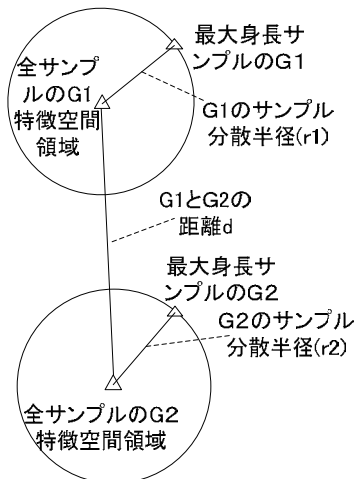 最大身長サ
ンプルのG1
全サンプ
ルのG1
特徴空間
領域
G1のサンプル
分散半径(r1)
G1とG2の
距離d
最大身長サ
ンプルのG2
G2のサンプル
分散半径(r2)
全サンプルのG2
特徴空間領域